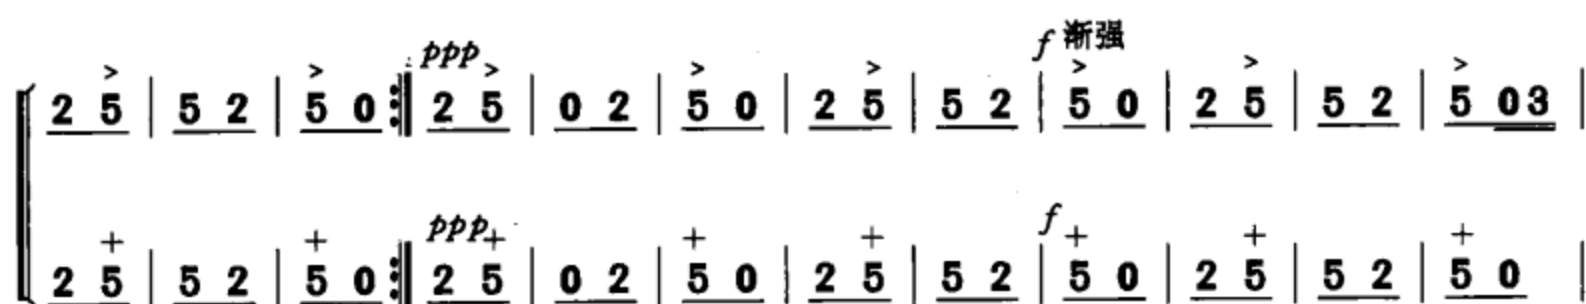 ppp f 渐强
> > > > > > > >
2 5 | 5 2 | 5 0 :| 2 5 | 0 2 | 5 0 | 2 5 | 5 2 | 5 0 | 2 5 | 5 2 | 5 03 |
ppp f
+ + + + + + + +
2 5 | 5 2 | 5 0 :| 2 5 | 0 2 | 5 0 | 2 5 | 5 2 | 5 0 | 2 5 | 5 2 | 5 0 |